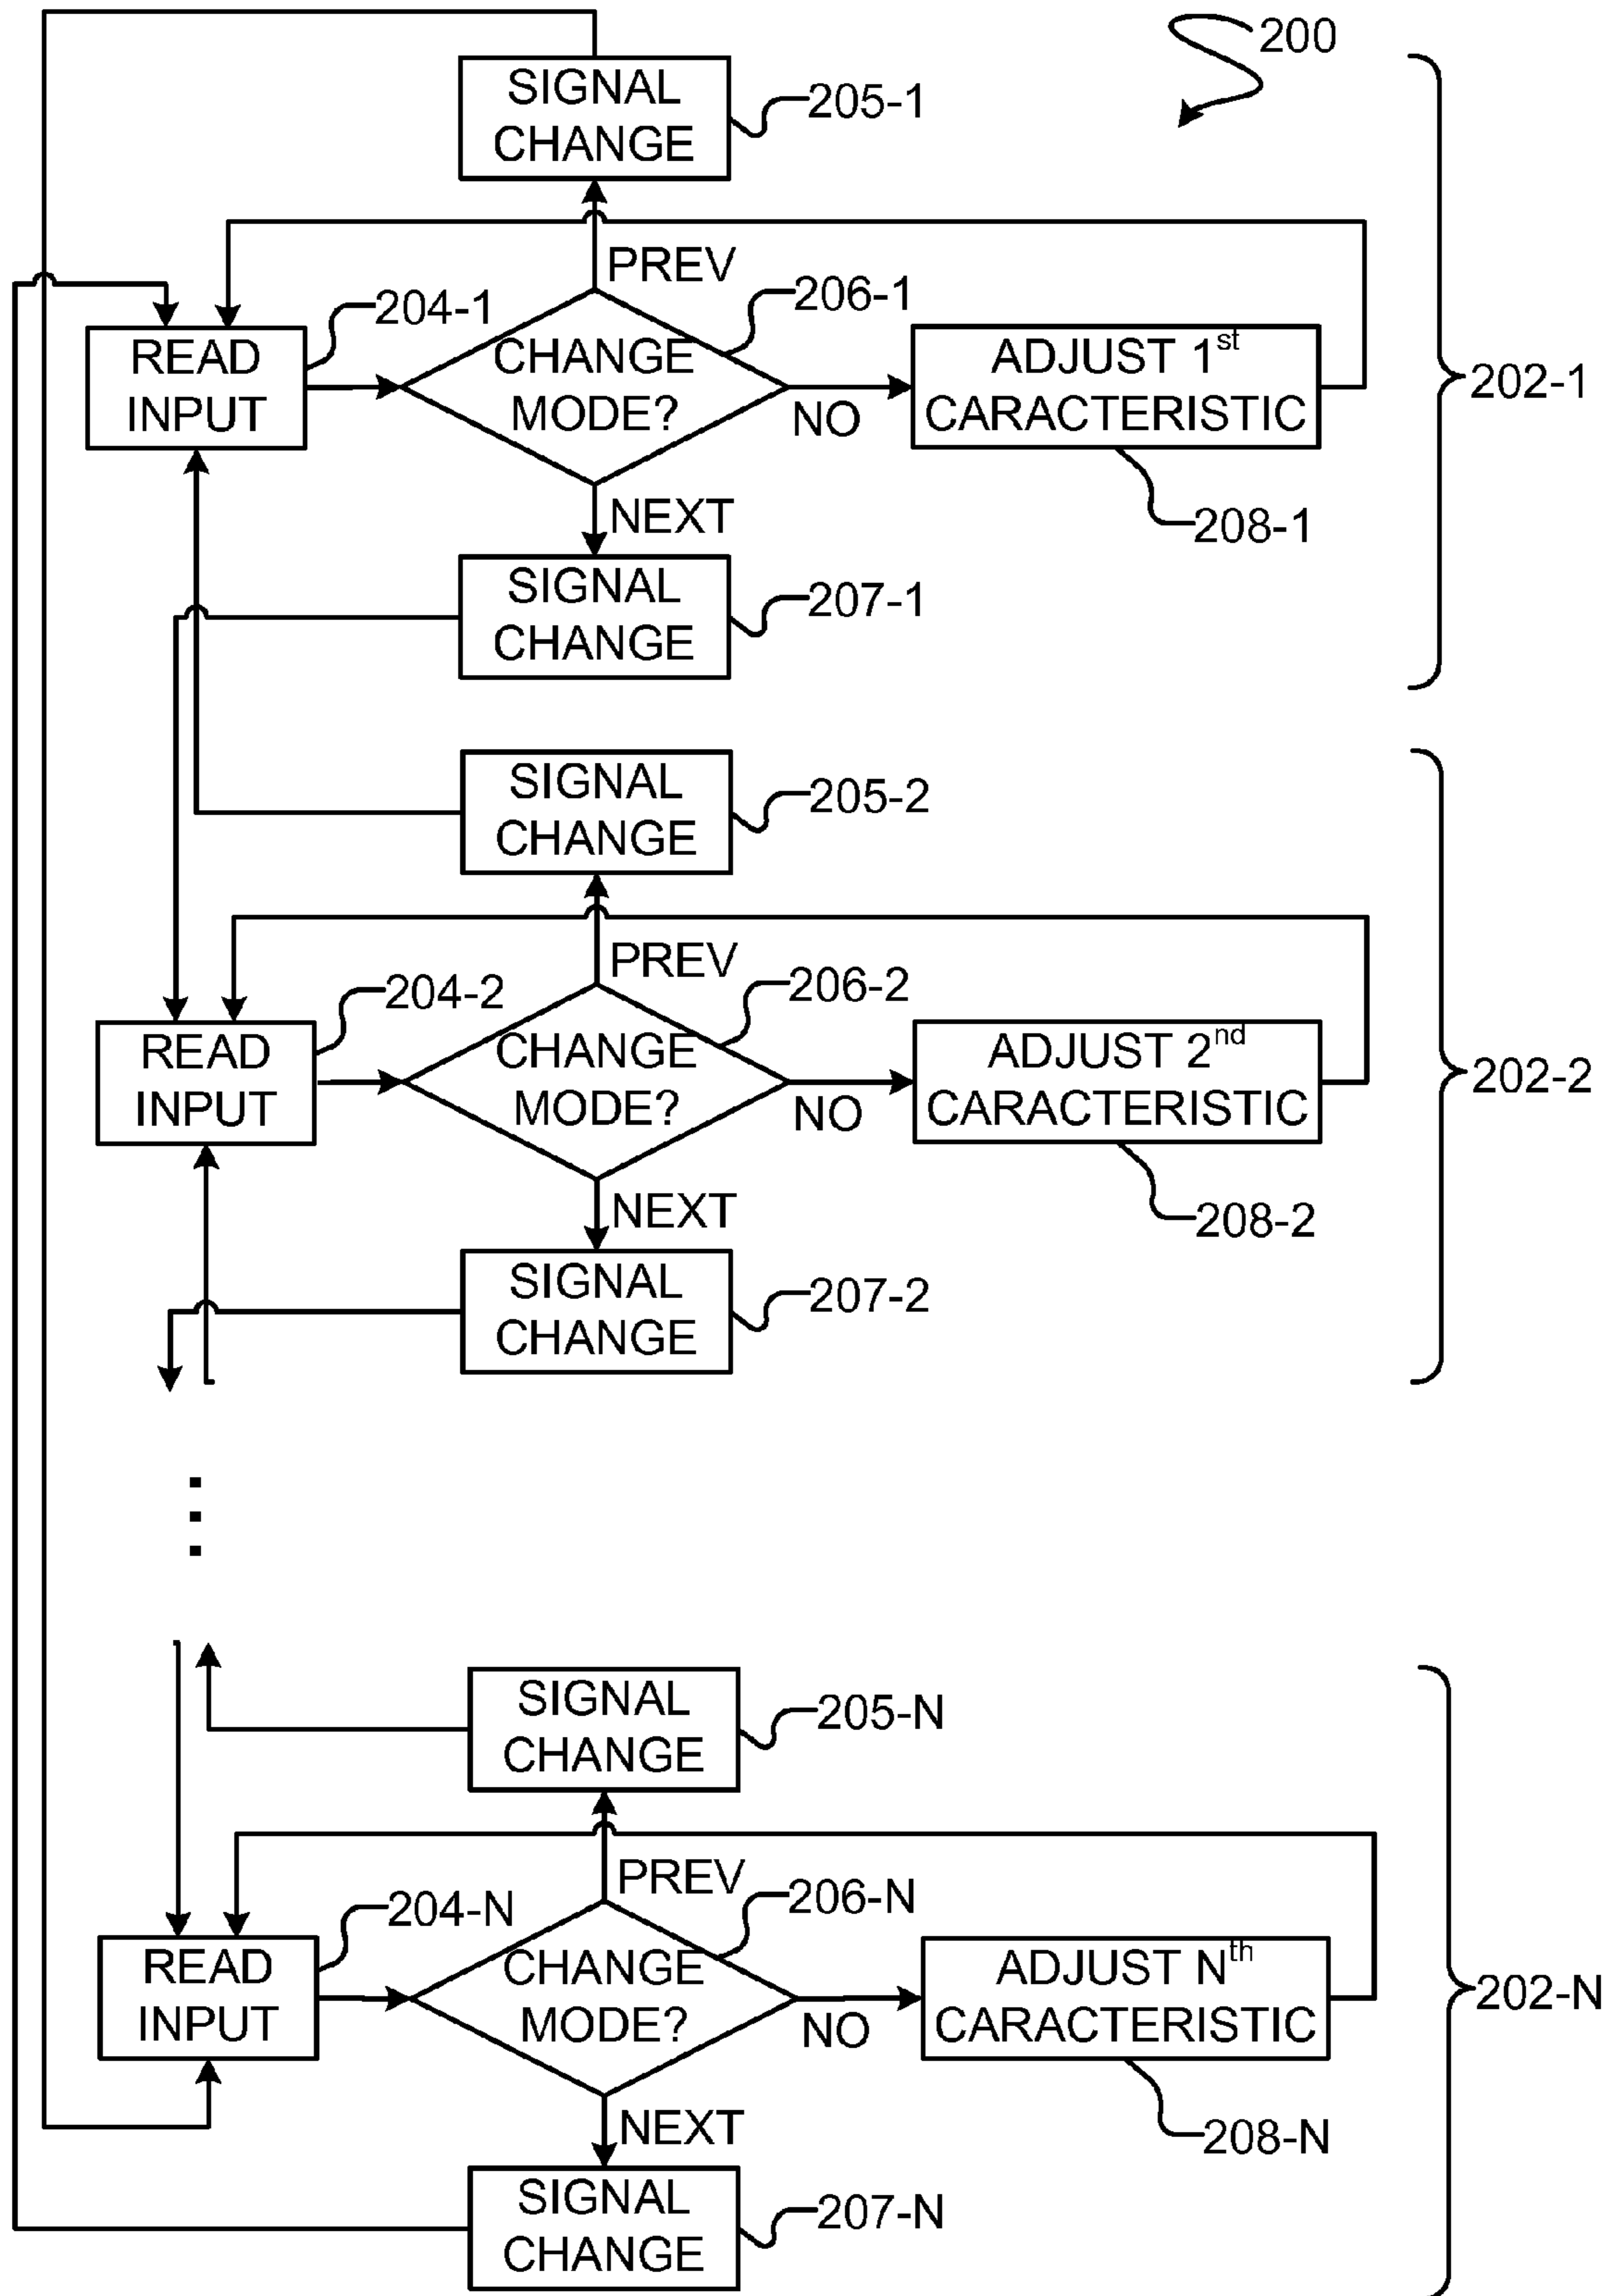 200
SIGNAL
CHANGE
205-1
PREV
206-1
204-1
READ
INPUT
CHANGE
MODE?
NO
ADJUST 1st
CARACTERISTIC
202-1
208-1
NEXT
SIGNAL
CHANGE
207-1
SIGNAL
CHANGE
205-2
PREV
206-2
204-2
READ
INPUT
CHANGE
MODE?
NO
ADJUST 2nd
CARACTERISTIC
202-2
208-2
NEXT
SIGNAL
CHANGE
207-2
SIGNAL
CHANGE
205-N
PREV
206-N
204-N
READ
INPUT
CHANGE
MODE?
NO
ADJUST Nth
CARACTERISTIC
202-N
208-N
NEXT
SIGNAL
CHANGE
207-N